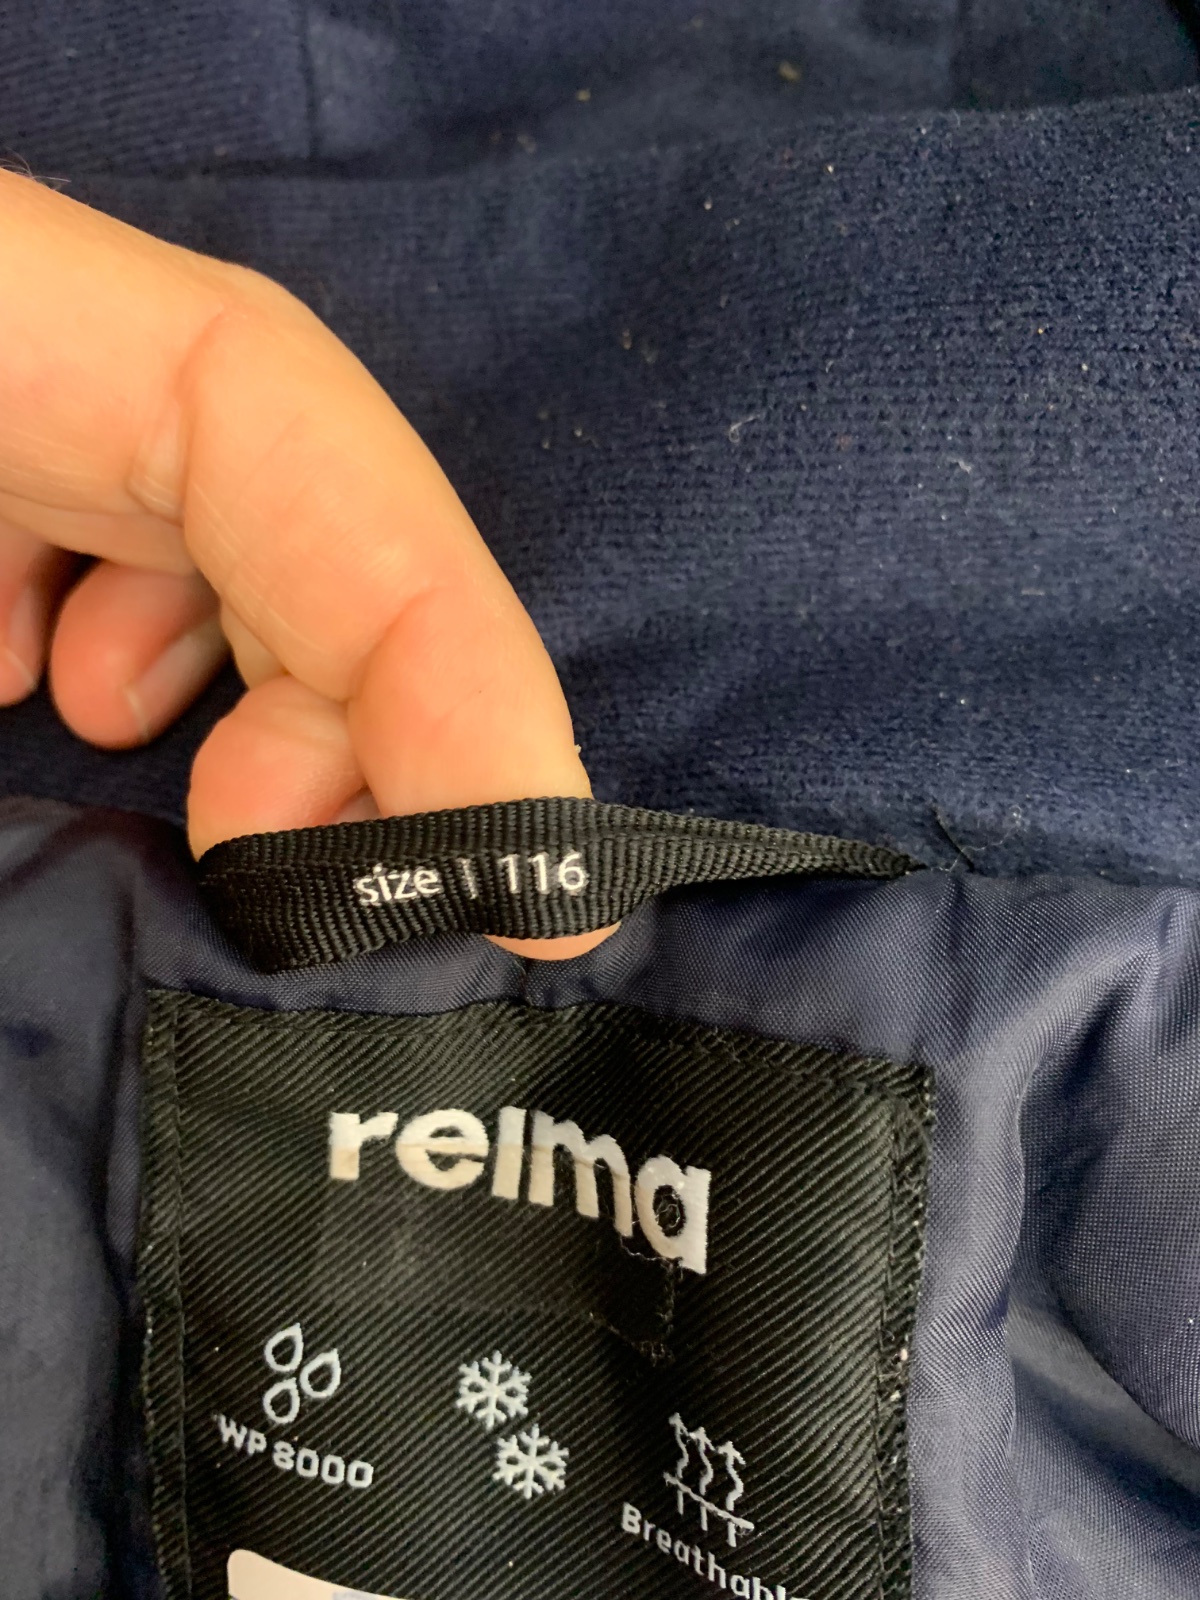 size | 116
reima
WP 8000
Breathable